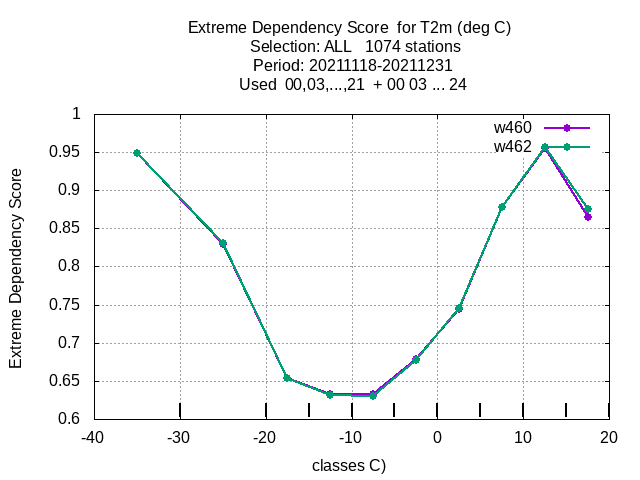 Extreme Dependency Score  for T2m (deg C)
Selection: ALL   1074 stations
Period: 20211118-20211231
Used  00,03,...,21  + 00 03 ... 24
w460
w462
Extreme Dependency Score
1
0.95
0.9
0.85
0.8
0.75
0.7
0.65
0.6
-40 -30 -20 -10 0 10 20
classes C)